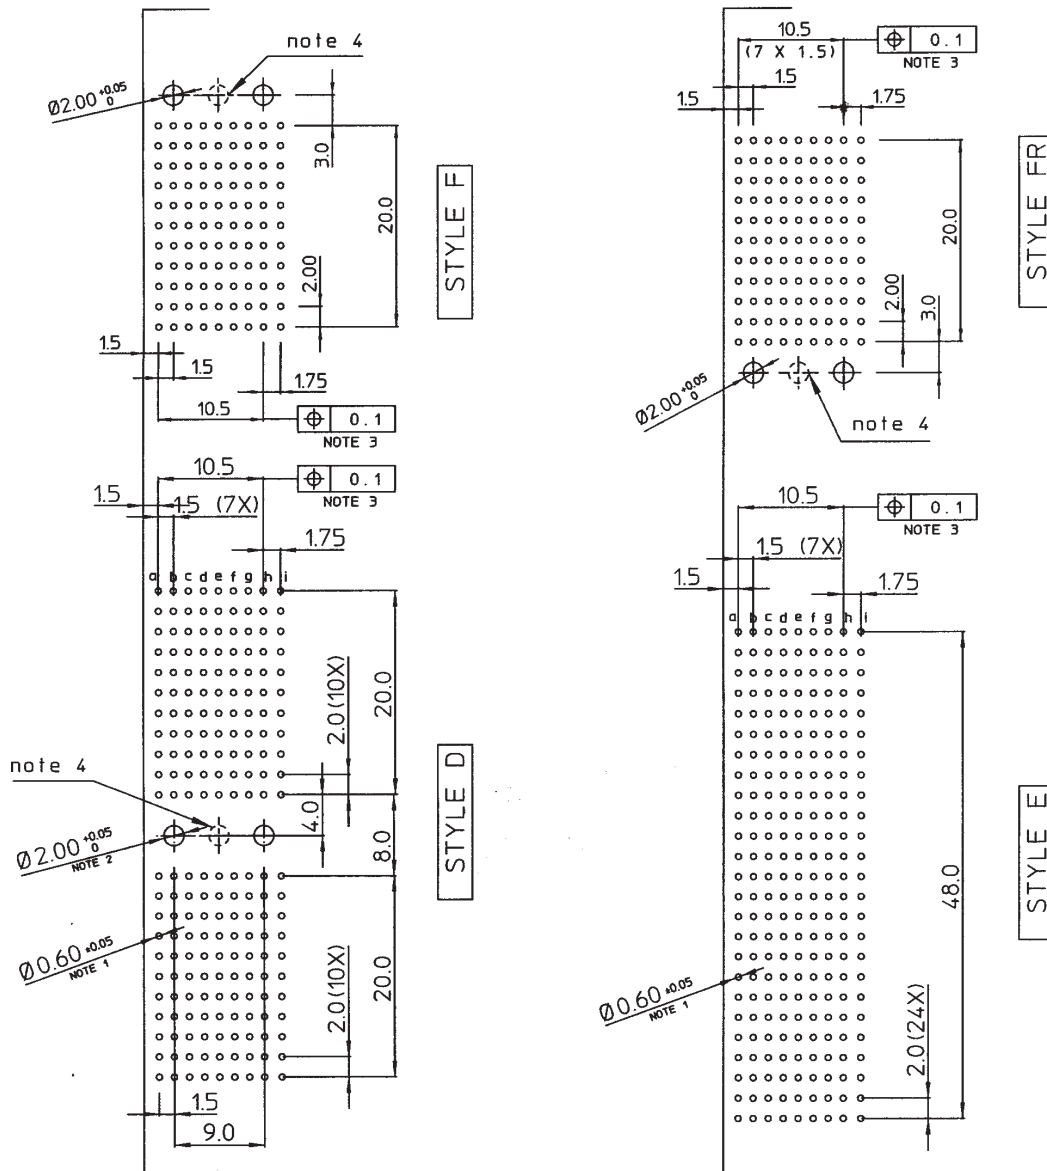 note 4
Ø2.00 +0.05 0
3.0
20.0
2.00
STYLE F
1.5
1.5
1.75
10.5
0.1
NOTE 3
10.5
0.1
NOTE 3
1.5
1.5 (7X)
1.75
a b c d e f g h i
2.0(10X)
20.0
note 4
4.0
8.0
STYLE D
Ø2.00 +0.05 0
NOTE 2
Ø0.60 ±0.05
NOTE 1
2.0(10X)
20.0
1.5
9.0
10.5
(7 X 1.5)
0.1
NOTE 3
1.5
1.5
1.75
STYLE FR
20.0
2.00
3.0
Ø2.00 +0.05 0
note 4
10.5
0.1
NOTE 3
1.5 (7X)
1.5
1.75
a b c d e f g h i
48.0
STYLE E
Ø0.60 ±0.05
NOTE 1
2.0(24X)